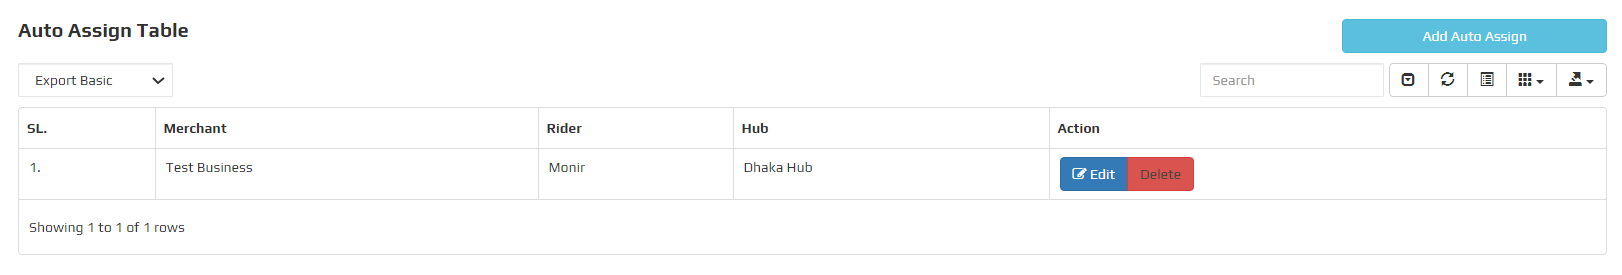 Auto Assign Table
Add Auto Assign
Export Basic
Search
SL. Merchant Rider Hub Action
1. Test Business Monir Dhaka Hub Edit Delete
Showing 1 to 1 of 1 rows